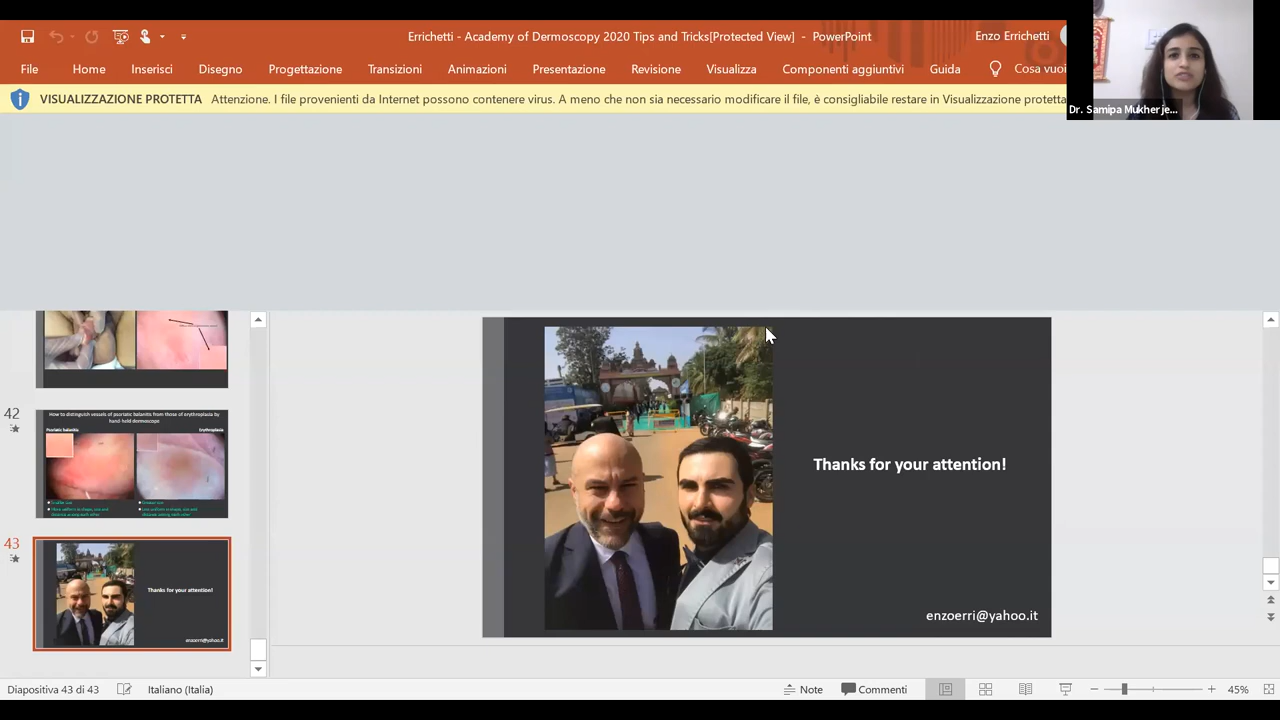 Errichetti - Academy of Dermoscopy 2020 Tips and Tricks[Protected View] - PowerPoint
Enzo Errichetti
File Home Inserisci Disegno Progettazione Transizioni Animazioni Presentazione Revisione Visualizza Componenti aggiuntivi Guida Cosa vuoi
VISUALIZZAZIONE PROTETTA Attenzione. I file provenienti da Internet possono contenere virus. A meno che non sia necessario modificare il file, è consigliabile restare in Visualizzazione protetta
Dr. Samipa Mukherje...
42
How to distinguish vessels of psoriatic balanitis from those of erythroplasia by
hand-held dermoscope
Psoriatic balanitis Erythroplasia
43
Thanks for your attention!
enzoerri@yahoo.it
Thanks for your attention!
enzoerri@yahoo.it
Diapositiva 43 di 43 Italiano (Italia) Note Commenti 45%